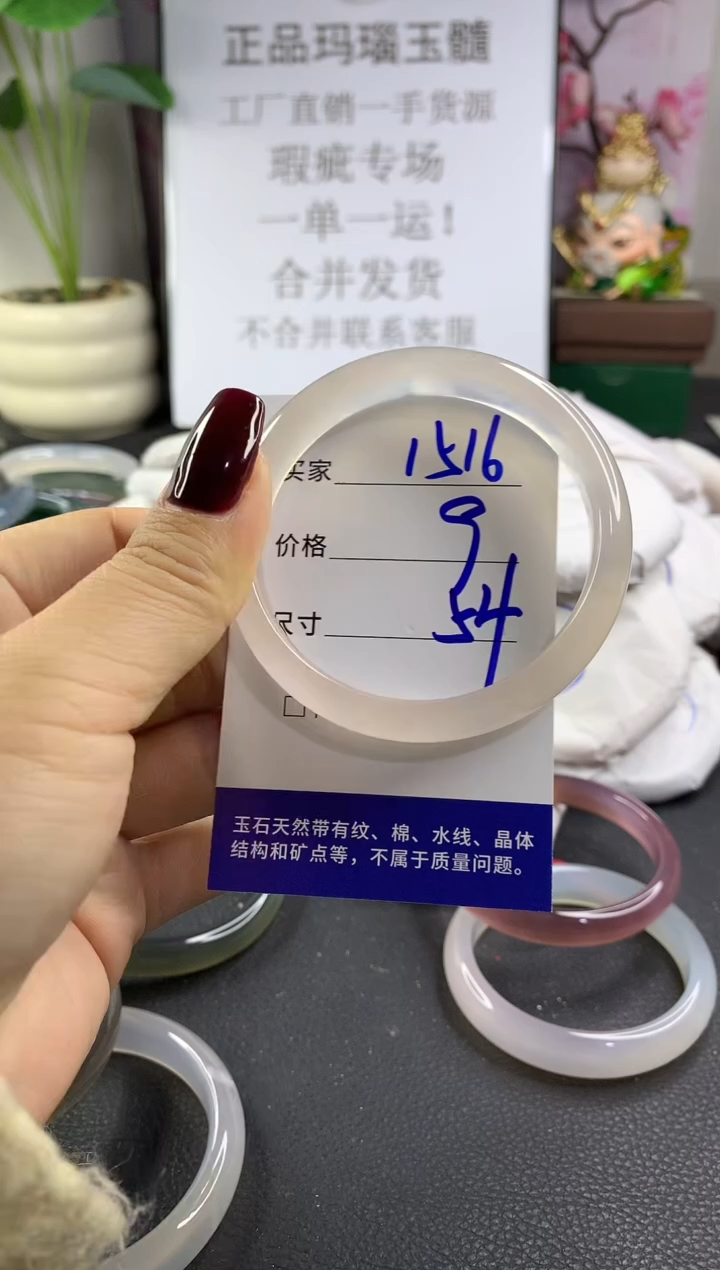 正品玛瑙玉髓
工厂直销一手货源
瑕疵专场
一单一运!
合并发货
不合并联系客服
买家 1516
价格 9
尺寸 54
玉石天然带有纹、棉、水线、晶体
结构和矿点等，不属于质量问题。